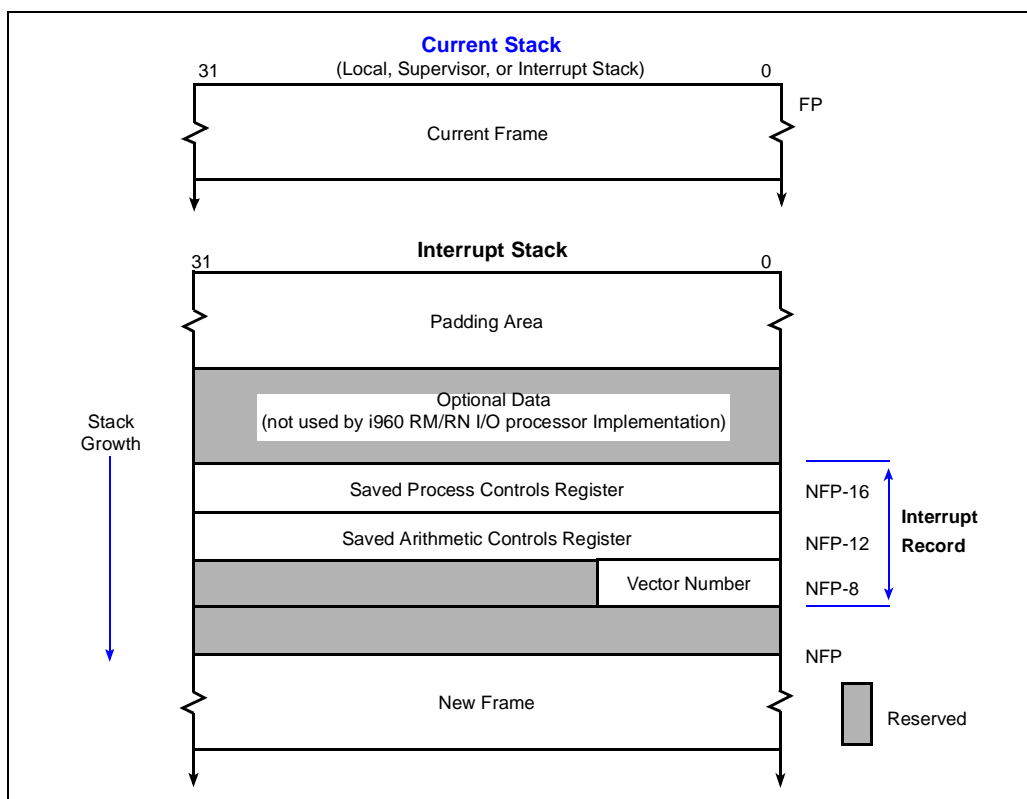 Current Stack
31 (Local, Supervisor, or Interrupt Stack) 0
FP
Current Frame
Interrupt Stack
31 0
Padding Area
Optional Data
(not used by i960 RM/RN I/O processor Implementation)
Stack
Growth
Saved Process Controls Register NFP-16
Interrupt
Record
Saved Arithmetic Controls Register NFP-12
Vector Number NFP-8
NFP
New Frame
Reserved